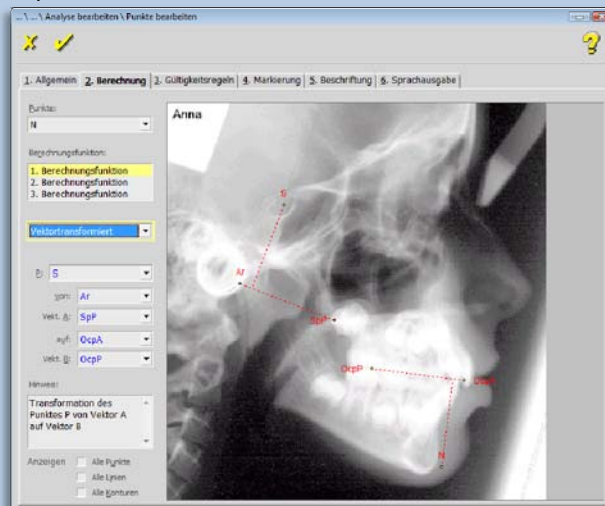 ...\ ... \ Analyse bearbeiten \ Punkte bearbeiten
1. Allgemein 2. Berechnung 3. Gültigkeitsregeln 4. Markierung 5. Beschriftung 6. Sprachausgabe
Punkte:
N
Berechnungsfunktion:
1. Berechnungsfunktion
2. Berechnungsfunktion
3. Berechnungsfunktion
Vektortransformiert
P: S
von: Ar
Vekt. A: SpP
auf: OcpA
Vekt. B: OcpP
Hinweis:
Transformation des
Punktes P von Vektor A
auf Vektor B
Anzeigen Alle Punkte
Alle Linien
Alle Konturen
Anna
S
Ar
SpP
OcpP
N